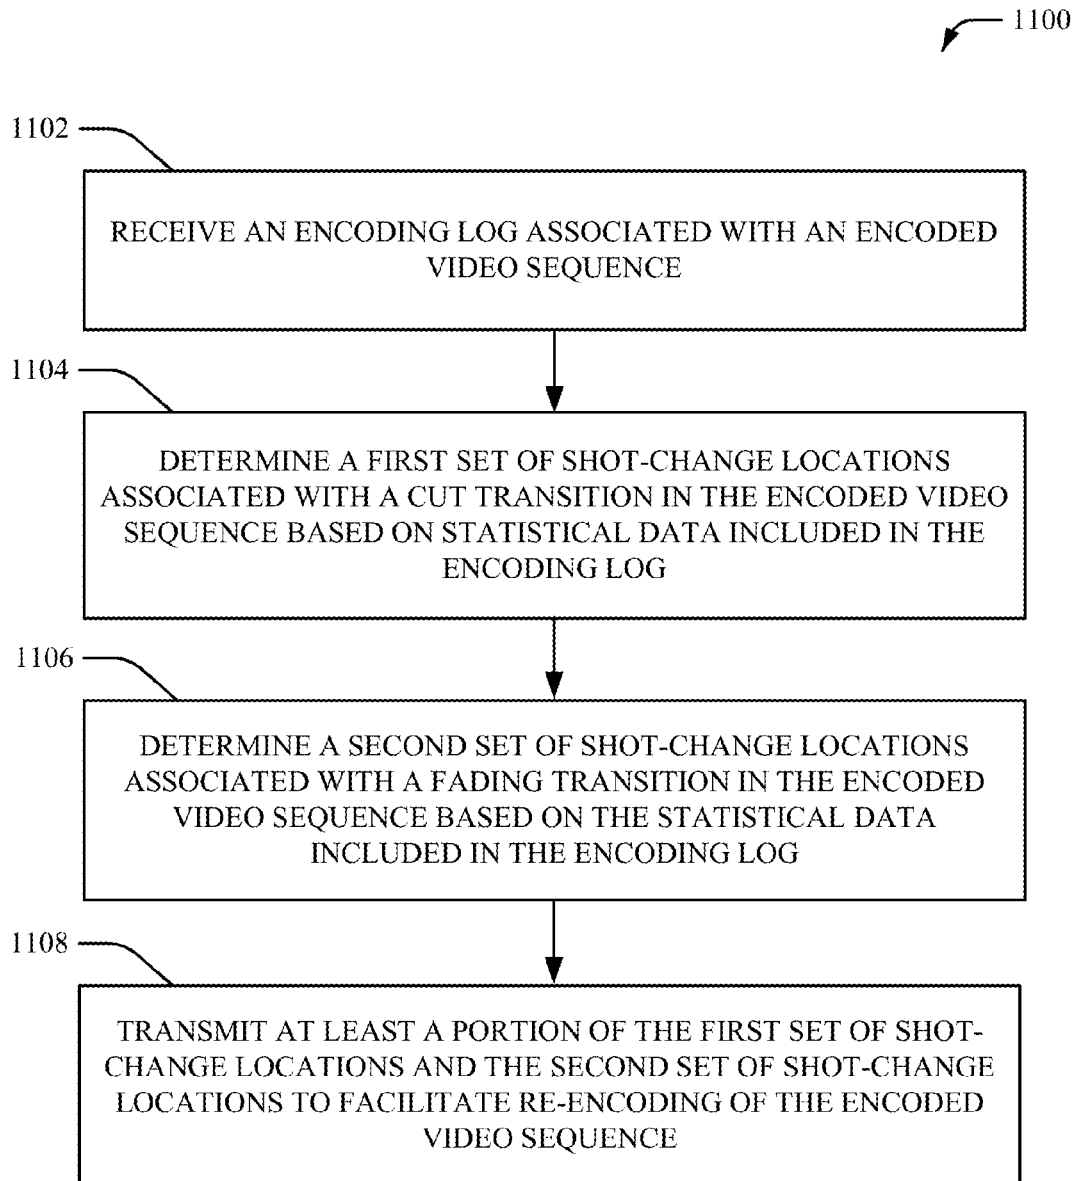 1100
1102
RECEIVE AN ENCODING LOG ASSOCIATED WITH AN ENCODED
VIDEO SEQUENCE
1104
DETERMINE A FIRST SET OF SHOT-CHANGE LOCATIONS
ASSOCIATED WITH A CUT TRANSITION IN THE ENCODED VIDEO
SEQUENCE BASED ON STATISTICAL DATA INCLUDED IN THE
ENCODING LOG
1106
DETERMINE A SECOND SET OF SHOT-CHANGE LOCATIONS
ASSOCIATED WITH A FADING TRANSITION IN THE ENCODED
VIDEO SEQUENCE BASED ON THE STATISTICAL DATA
INCLUDED IN THE ENCODING LOG
1108
TRANSMIT AT LEAST A PORTION OF THE FIRST SET OF SHOT-
CHANGE LOCATIONS AND THE SECOND SET OF SHOT-CHANGE
LOCATIONS TO FACILITATE RE-ENCODING OF THE ENCODED
VIDEO SEQUENCE